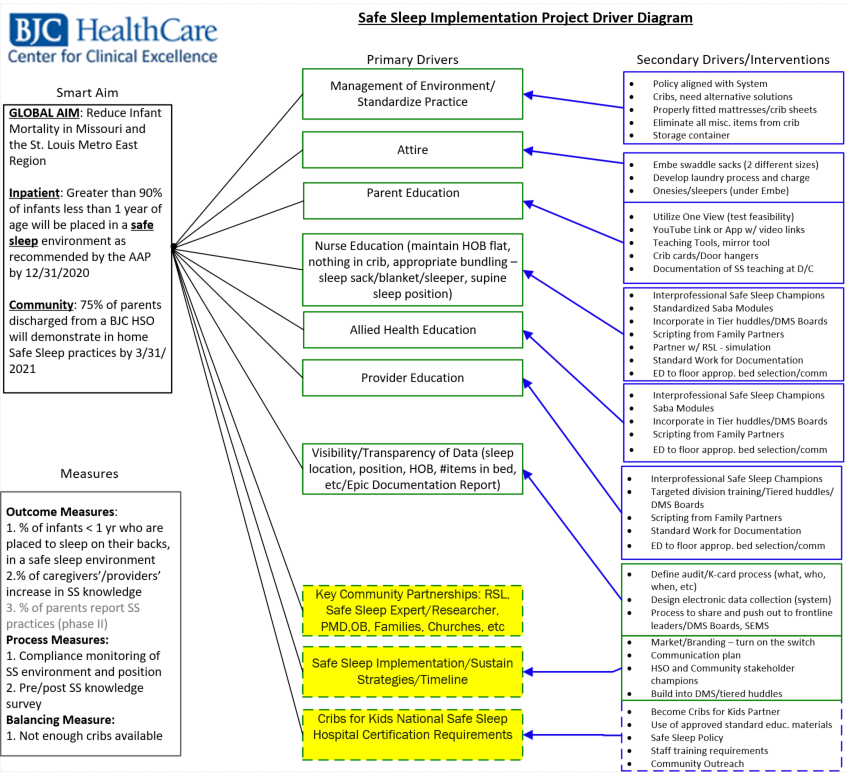 BJC HealthCare
Center for Clinical Excellence
Safe Sleep Implementation Project Driver Diagram
Smart Aim
GLOBAL AIM: Reduce Infant
Mortality in Missouri and
the St. Louis Metro East
Region
Inpatient: Greater than 90%
of infants less than 1 year of
age will be placed in a safe
sleep environment as
recommended by the AAP
by 12/31/2020
Community: 75% of parents
discharged from a BJC HSO
will demonstrate in home
Safe Sleep practices by 3/31/
2021
Measures
Outcome Measures:
1. % of infants < 1 yr who are
placed to sleep on their backs,
in a safe sleep environment
2.% of caregivers'/providers'
increase in SS knowledge
3. % of parents report SS
practices (phase II)
Process Measures:
1. Compliance monitoring of
SS environment and position
2. Pre/post SS knowledge
survey
Balancing Measure:
1. Not enough cribs available
Primary Drivers
Management of Environment/
Standardize Practice
Attire
Parent Education
Nurse Education (maintain HOB flat,
nothing in crib, appropriate bundling –
sleep sack/blanket/sleeper, supine
sleep position)
Allied Health Education
Provider Education
Visibility/Transparency of Data (sleep
location, position, HOB, #items in bed,
etc/Epic Documentation Report)
Key Community Partnerships: RSL,
Safe Sleep Expert/Researcher,
PMD,OB, Families, Churches, etc
Safe Sleep Implementation/Sustain
Strategies/Timeline
Cribs for Kids National Safe Sleep
Hospital Certification Requirements
Secondary Drivers/Interventions
• Policy aligned with System
• Cribs, need alternative solutions
• Properly fitted mattresses/crib sheets
• Eliminate all misc. items from crib
• Storage container
• Embe swaddle sacks (2 different sizes)
• Develop laundry process and charge
• Onesies/sleepers (under Embe)
• Utilize One View (test feasibility)
• YouTube Link or App w/ video links
• Teaching Tools, mirror tool
• Crib cards/Door hangers
• Documentation of SS teaching at D/C
• Interprofessional Safe Sleep Champions
• Standardized Saba Modules
• Incorporate in Tier huddles/DMS Boards
• Scripting from Family Partners
• Partner w/ RSL - simulation
• Standard Work for Documentation
• ED to floor approp. bed selection/comm
• Interprofessional Safe Sleep Champions
• Saba Modules
• Incorporate in Tier huddles/DMS Boards
• Scripting from Family Partners
• ED to floor approp. bed selection/comm
• Interprofessional Safe Sleep Champions
• Targeted division training/Tiered huddles/
DMS Boards
• Scripting from Family Partners
• Standard Work for Documentation
• ED to floor approp. bed selection/comm
• Define audit/K-card process (what, who,
when, etc)
• Design electronic data collection (system)
• Process to share and push out to frontline
leaders/DMS Boards, SEMS
• Market/Branding – turn on the switch
• Communication plan
• HSO and Community stakeholder
champions
• Build into DMS/tiered huddles
• Become Cribs for Kids Partner
• Use of approved standard educ. materials
• Safe Sleep Policy
• Staff training requirements
• Community Outreach